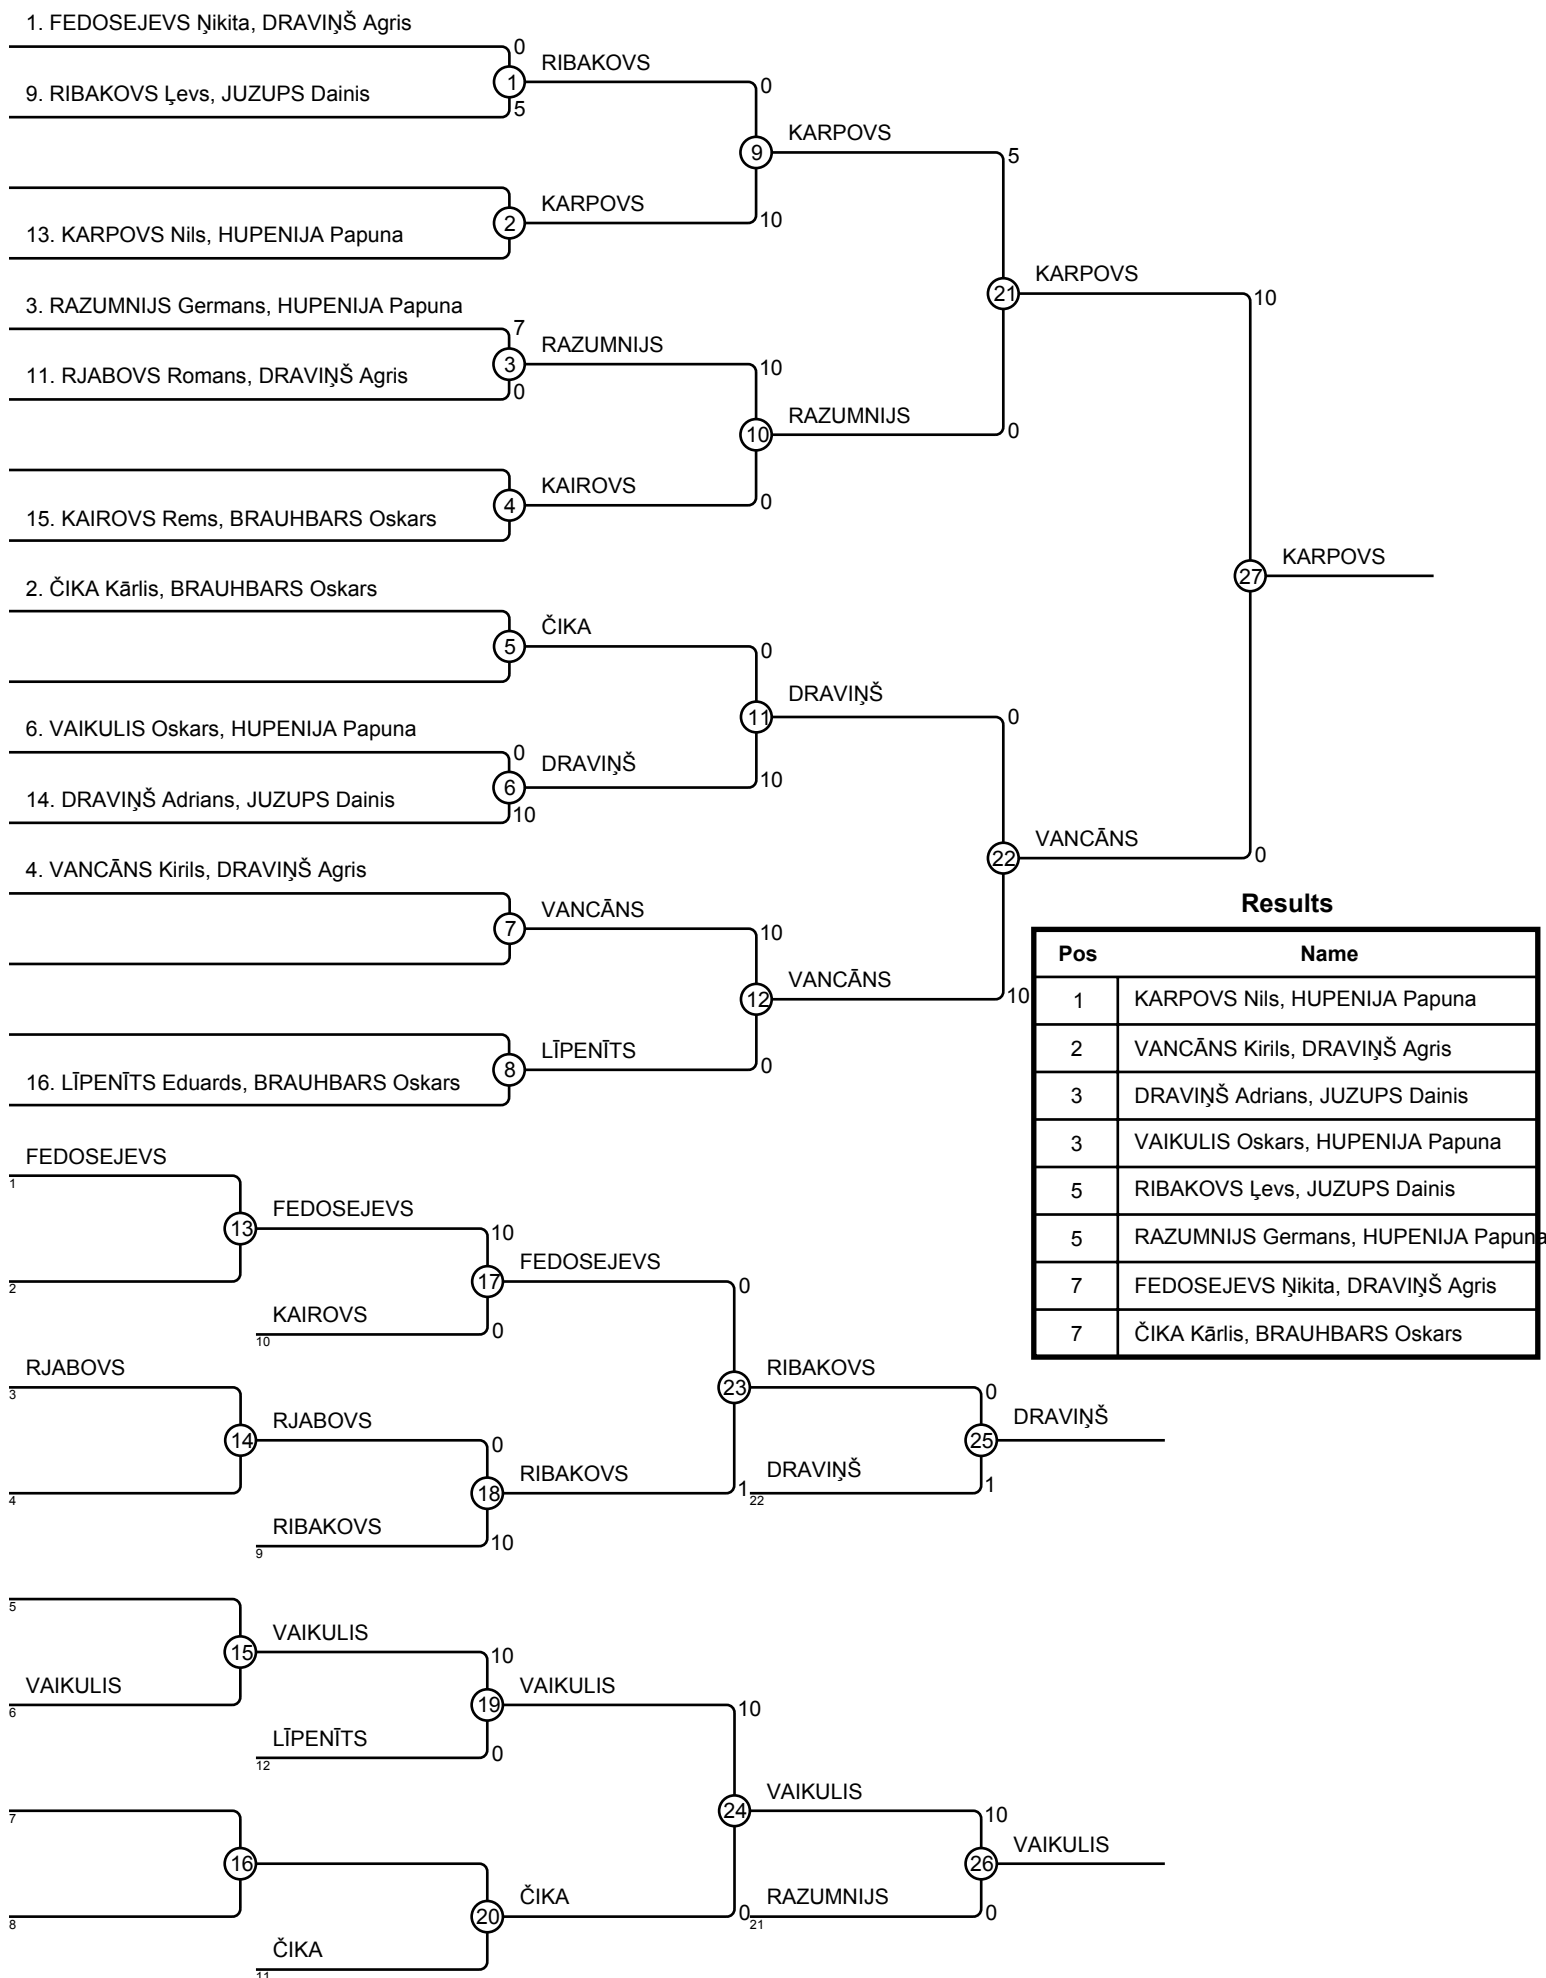 1. FEDOSEJEVS Ņikita, DRAVIŅŠ Agris
0
RIBAKOVS
1
0
9. RIBAKOVS Ļevs, JUZUPS Dainis
5
KARPOVS
9
5
KARPOVS
2
10
13. KARPOVS Nils, HUPENIJA Papuna
KARPOVS
21
10
3. RAZUMNIJS Germans, HUPENIJA Papuna
7
RAZUMNIJS
3
10
11. RJABOVS Romans, DRAVIŅŠ Agris
0
RAZUMNIJS
10
0
KAIROVS
4
0
15. KAIROVS Rems, BRAUHBARS Oskars
KARPOVS
27
2. ČIKA Kārlis, BRAUHBARS Oskars
ČIKA
5
0
DRAVIŅŠ
11
0
6. VAIKULIS Oskars, HUPENIJA Papuna
0
DRAVIŅŠ
6
10
14. DRAVIŅŠ Adrians, JUZUPS Dainis
10
VANCĀNS
22
0
4. VANCĀNS Kirils, DRAVIŅŠ Agris
VANCĀNS
7
10
VANCĀNS
12
10
LĪPENĪTS
8
0
16. LĪPENĪTS Eduards, BRAUHBARS Oskars
Results
Pos Name
1 KARPOVS Nils, HUPENIJA Papuna
2 VANCĀNS Kirils, DRAVIŅŠ Agris
3 DRAVIŅŠ Adrians, JUZUPS Dainis
3 VAIKULIS Oskars, HUPENIJA Papuna
5 RIBAKOVS Ļevs, JUZUPS Dainis
5 RAZUMNIJS Germans, HUPENIJA Papuna
7 FEDOSEJEVS Ņikita, DRAVIŅŠ Agris
7 ČIKA Kārlis, BRAUHBARS Oskars
FEDOSEJEVS
1
FEDOSEJEVS
13
10
FEDOSEJEVS
2
17
0
KAIROVS
10
0
RJABOVS
3
RIBAKOVS
23
0
RJABOVS
14
0
DRAVIŅŠ
25
RIBAKOVS
4
18
1
DRAVIŅŠ
22
1
RIBAKOVS
9
10
5
VAIKULIS
15
10
VAIKULIS
6
VAIKULIS
19
10
LĪPENĪTS
12
0
7
VAIKULIS
24
10
VAIKULIS
16
26
ČIKA
8
20
0
RAZUMNIJS
21
0
ČIKA
11